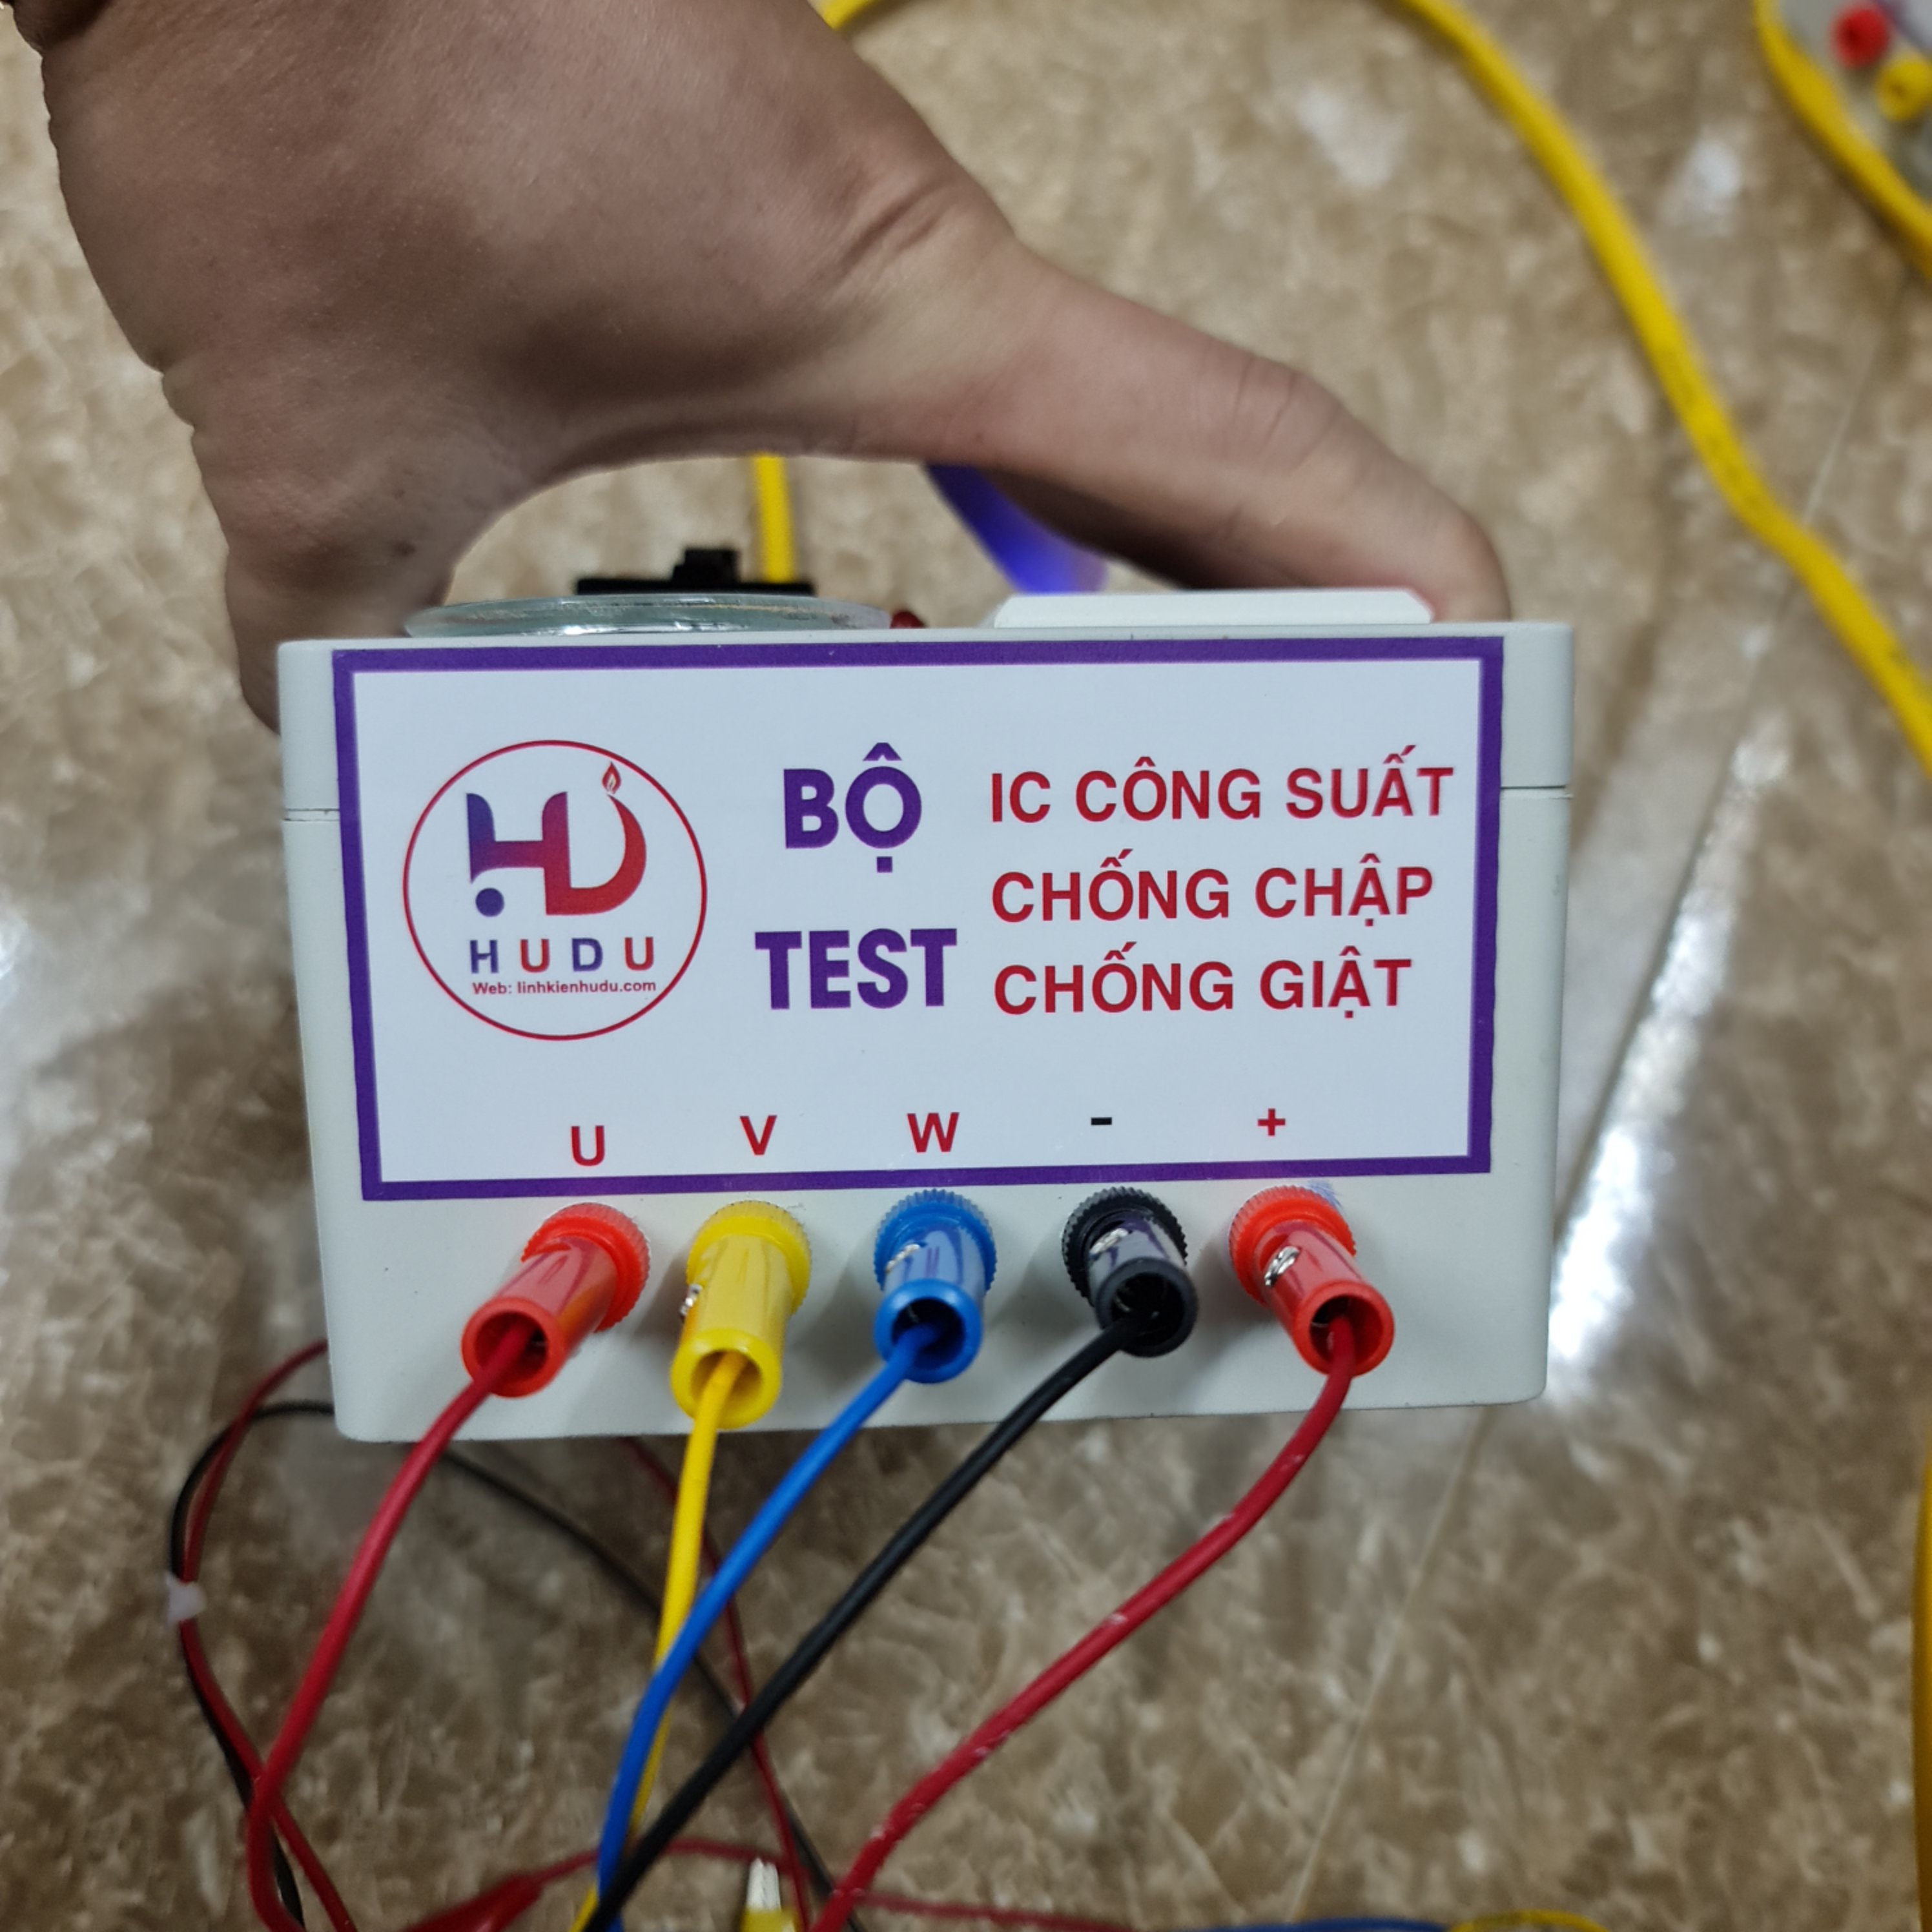 HUDU
Web: linhkienhudu.com
BỘ
TEST
IC CÔNG SUẤT
CHỐNG CHẬP
CHỐNG GIẬT
U V W - +